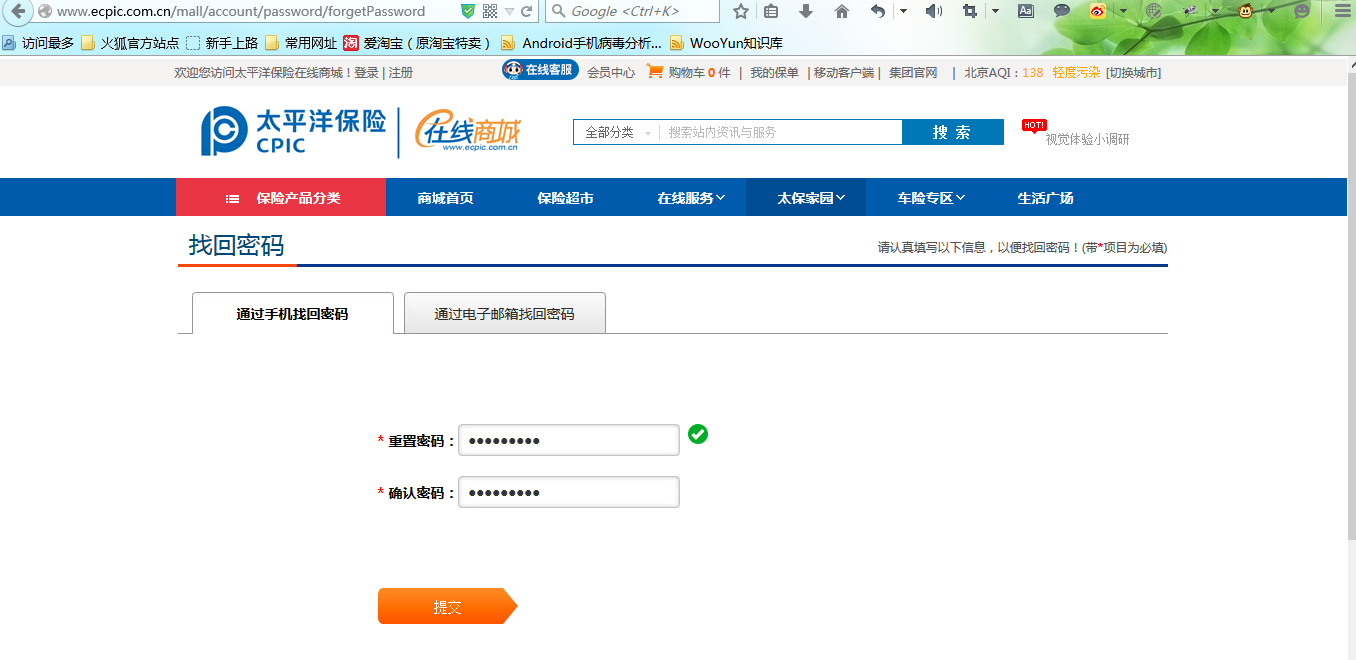 www.ecpic.com.cn/mall/account/password/forgetPassword
Google <Ctrl+K>
访问最多 火狐官方站点 新手上路 常用网址 淘 爱淘宝（原淘宝特卖） Android手机病毒分析... WooYun知识库
欢迎您访问太平洋保险在线商城！登录 | 注册 在线客服 会员中心 购物车 0 件 | 我的保单 | 移动客户端 | 集团官网 | 北京AQI：138 轻度污染 [切换城市]
太平洋保险 CPIC 在线商城 www.ecpic.com.cn
全部分类 搜索站内资讯与服务 搜 索 HOT! 视觉体验小调研
保险产品分类 商城首页 保险超市 在线服务 太保家园 车险专区 生活广场
找回密码 请认真填写以下信息，以便找回密码！(带*项目为必填)
通过手机找回密码 通过电子邮箱找回密码
* 重置密码： ●●●●●●●●●
* 确认密码： ●●●●●●●●●
提交